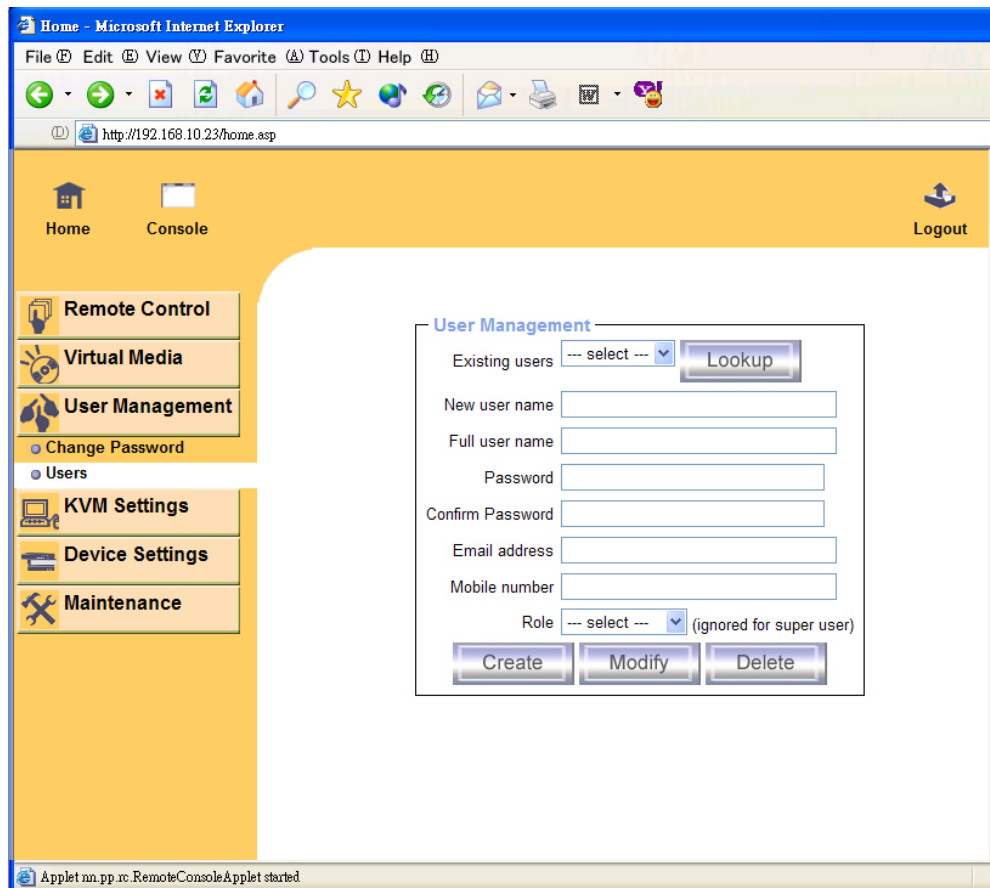 Home - Microsoft Internet Explorer
File (F) Edit (E) View (V) Favorite (A) Tools (T) Help (H)
(D) http://192.168.10.23/home.asp
Home Console Logout
Remote Control
Virtual Media
User Management
Change Password
Users
KVM Settings
Device Settings
Maintenance
User Management
Existing users --- select --- Lookup
New user name
Full user name
Password
Confirm Password
Email address
Mobile number
Role --- select --- (ignored for super user)
Create Modify Delete
Applet nn.pp.rc.RemoteConsoleApplet started